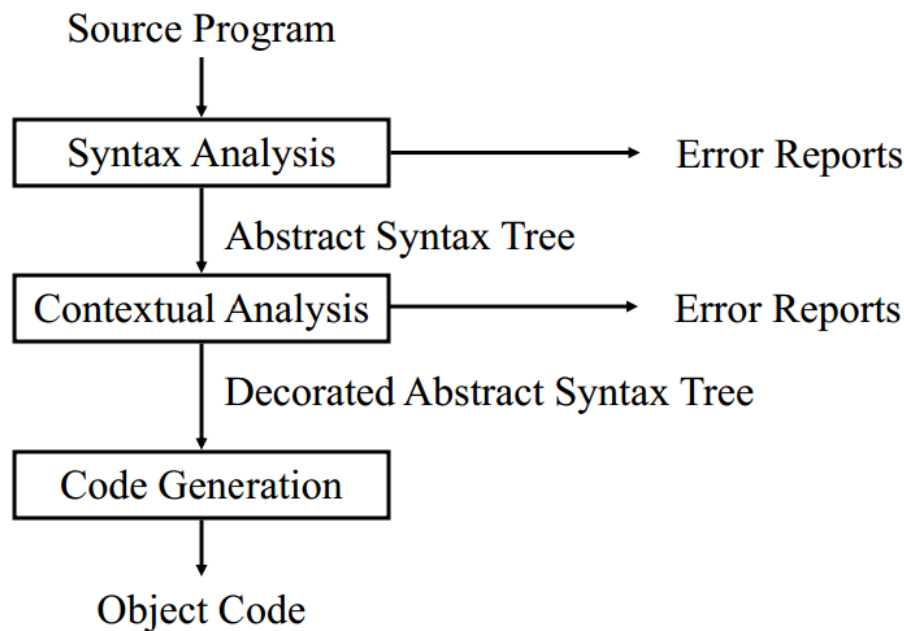 Source Program
Syntax Analysis
Error Reports
Abstract Syntax Tree
Contextual Analysis
Error Reports
Decorated Abstract Syntax Tree
Code Generation
Object Code